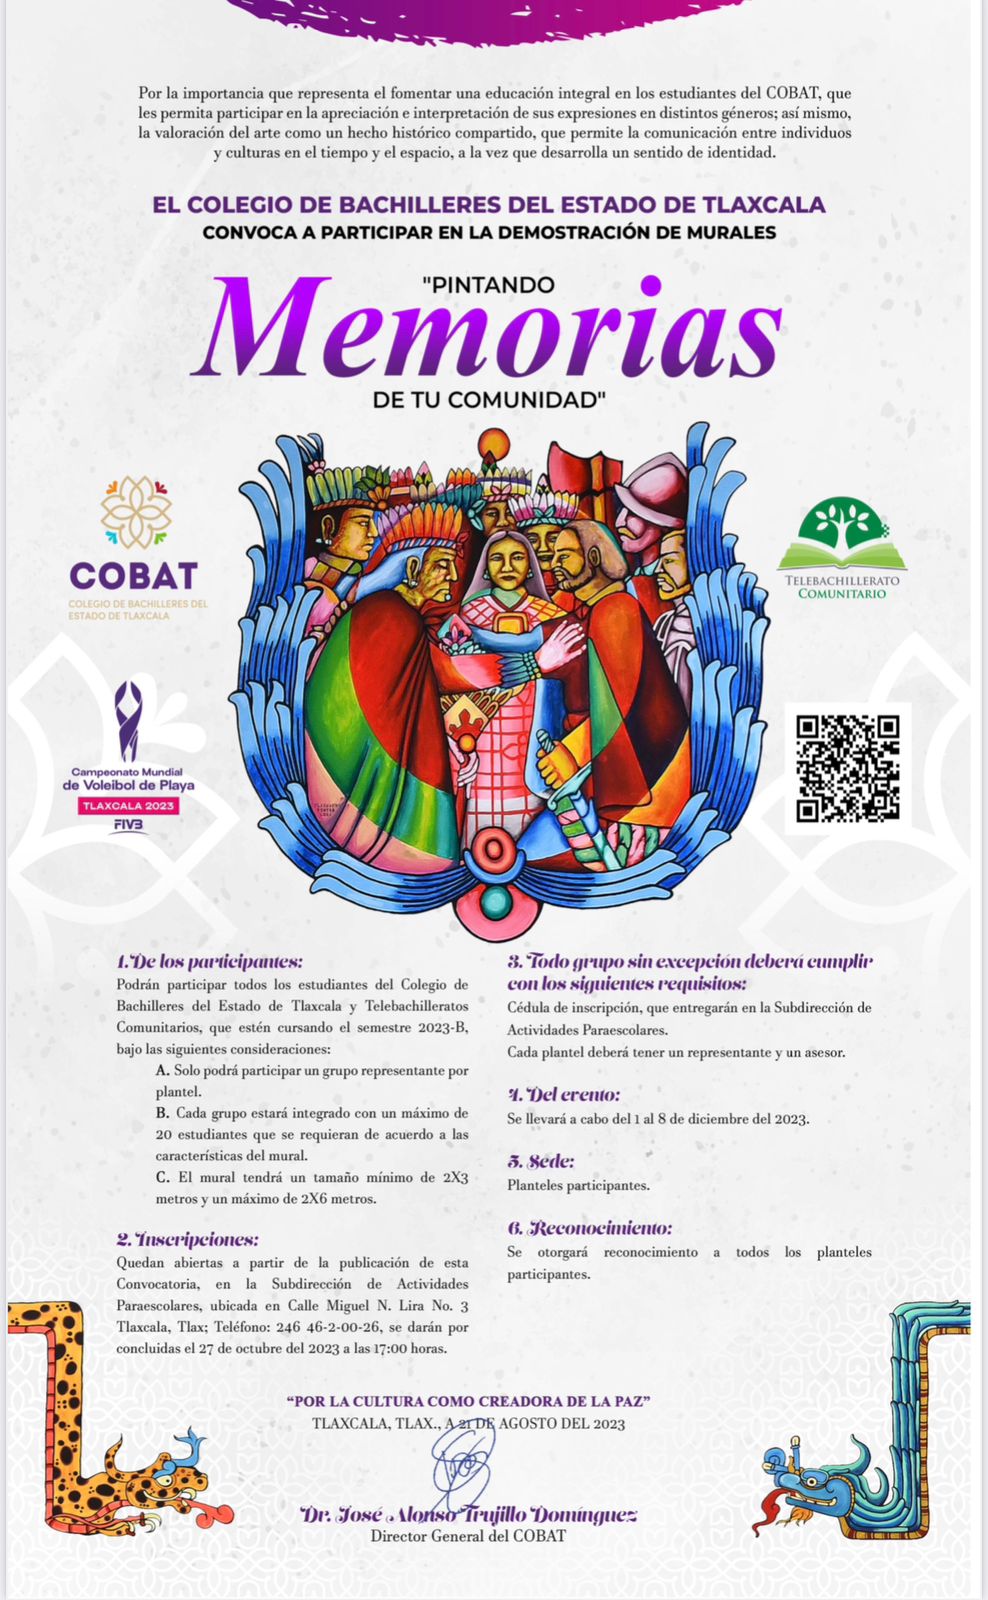 Por la importancia que representa el fomentar una educación integral en los estudiantes del COBAT, que
les permita participar en la apreciación e interpretación de sus expresiones en distintos géneros; así mismo,
la valoración del arte como un hecho histórico compartido, que permite la comunicación entre individuos
y culturas en el tiempo y el espacio, a la vez que desarrolla un sentido de identidad.
EL COLEGIO DE BACHILLERES DEL ESTADO DE TLAXCALA
CONVOCA A PARTICIPAR EN LA DEMOSTRACIÓN DE MURALES
"PINTANDO
Memorias
DE TU COMUNIDAD"
COBAT
COLEGIO DE BACHILLERES DEL
ESTADO DE TLAXCALA
TELEBACHILLERATO
COMUNITARIO
Campeonato Mundial
de Voleibol de Playa
TLAXCALA 2023
FIVB
1. De los participantes:
Podrán participar todos los estudiantes del Colegio de
Bachilleres del Estado de Tlaxcala y Telebachilleratos
Comunitarios, que estén cursando el semestre 2023-B,
bajo las siguientes consideraciones:
A. Solo podrá participar un grupo representante por
plantel.
B. Cada grupo estará integrado con un máximo de
20 estudiantes que se requieran de acuerdo a las
características del mural.
C. El mural tendrá un tamaño mínimo de 2X3
metros y un máximo de 2X6 metros.
2. Inscripciones:
Quedan abiertas a partir de la publicación de esta
Convocatoria, en la Subdirección de Actividades
Paraescolares, ubicada en Calle Miguel N. Lira No. 3
Tlaxcala, Tlax; Teléfono: 246 46-2-00-26, se darán por
concluidas el 27 de octubre del 2023 a las 17:00 horas.
3. Todo grupo sin excepción deberá cumplir
con los siguientes requisitos:
Cédula de inscripción, que entregarán en la Subdirección de
Actividades Paraescolares.
Cada plantel deberá tener un representante y un asesor.
4. Del evento:
Se llevará a cabo del 1 al 8 de diciembre del 2023.
5. Sede:
Planteles participantes.
6. Reconocimiento:
Se otorgará reconocimiento a todos los planteles
participantes.
“POR LA CULTURA COMO CREADORA DE LA PAZ”
TLAXCALA, TLAX., A 21 DE AGOSTO DEL 2023
Dr. José Alonso Trujillo Domínguez
Director General del COBAT